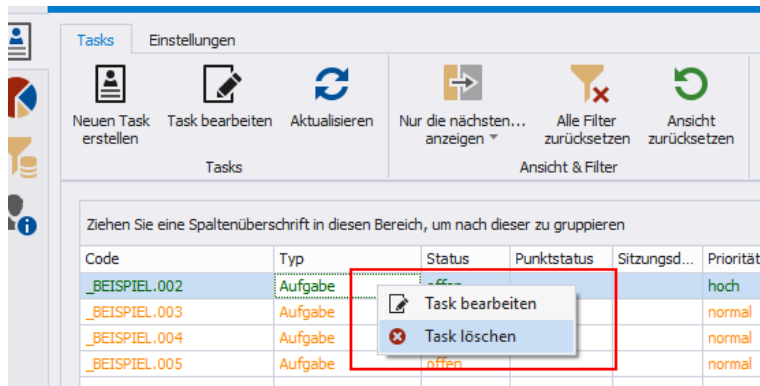 Tasks Einstellungen
Neuen Task erstellen
Task bearbeiten
Aktualisieren
Nur die nächsten... anzeigen
Alle Filter zurücksetzen
Ansicht zurücksetzen
Tasks
Ansicht & Filter
Ziehen Sie eine Spaltenüberschrift in diesen Bereich, um nach dieser zu gruppieren
Code Typ Status Punktstatus Sitzungsd... Priorität
_BEISPIEL.002 Aufgabe offen hoch
_BEISPIEL.003 Aufgabe normal
_BEISPIEL.004 Aufgabe normal
_BEISPIEL.005 Aufgabe offen normal
Task bearbeiten
Task löschen